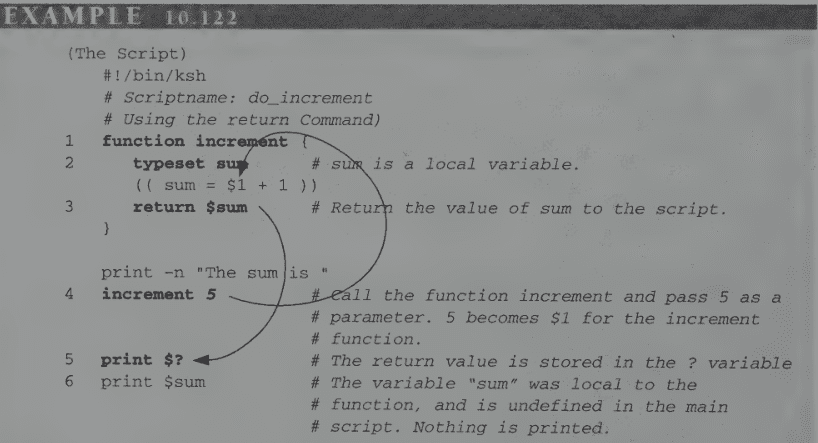 EXAMPLE 10.122
(The Script)
#!/bin/ksh
# Scriptname: do_increment
# Using the return Command)
1 function increment {
2 typeset sum # sum is a local variable.
(( sum = $1 + 1 ))
3 return $sum # Return the value of sum to the script.
}
print -n "The sum is "
4 increment 5 # Call the function increment and pass 5 as a
# parameter. 5 becomes $1 for the increment
# function.
5 print $? # The return value is stored in the ? variable
6 print $sum # The variable "sum" was local to the
# function, and is undefined in the main
# script. Nothing is printed.